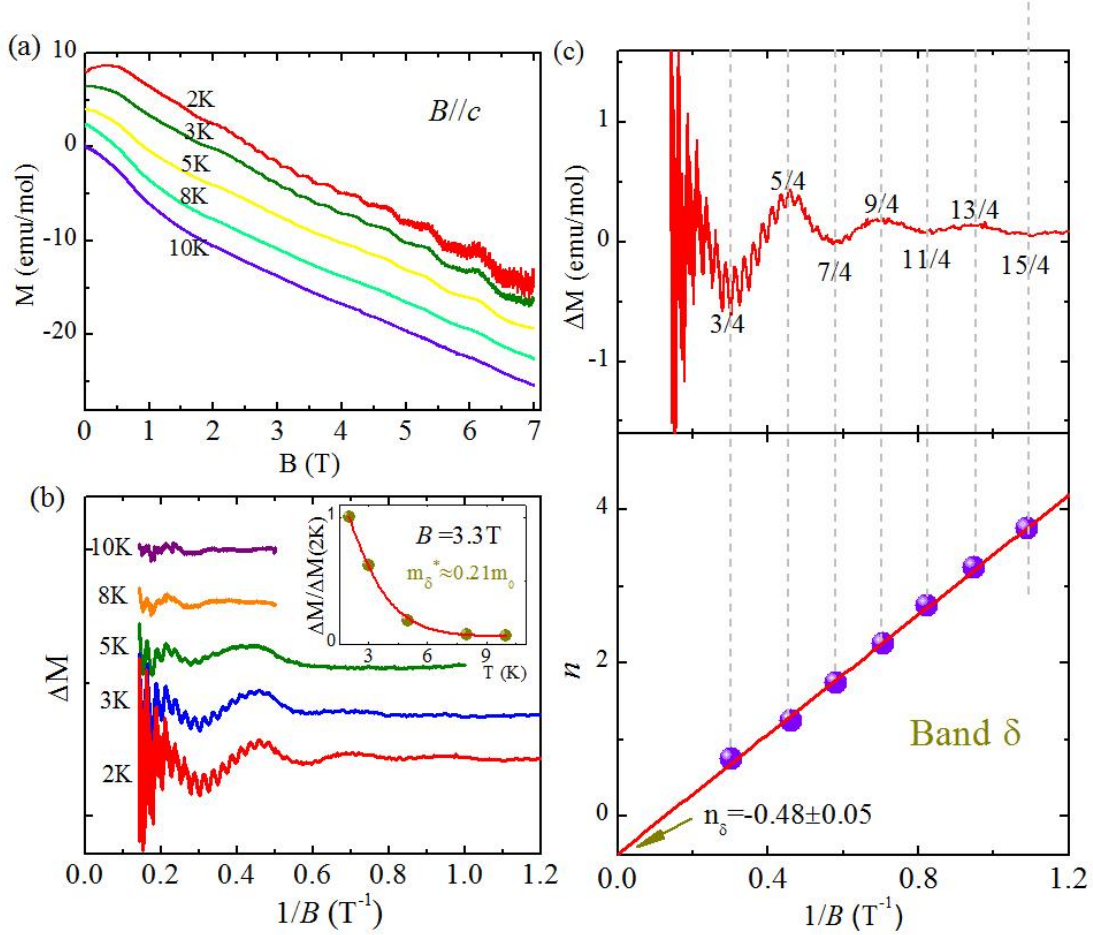 (a)
10
0
-10
-20
M (emu/mol)
2K
3K
5K
8K
10K
B//c
0 1 2 3 4 5 6 7
B (T)
(b)
10K
8K
5K
3K
2K
ΔM
1
0
ΔM/ΔM(2K)
B =3.3T
m_δ*≈0.21m_0
3 6 9
T (K)
0.0 0.2 0.4 0.6 0.8 1.0 1.2
1/B (T⁻¹)
(c)
1
0
-1
ΔM (emu/mol)
3/4
5/4
7/4
9/4
11/4
13/4
15/4
4
2
0
n
Band δ
n_δ=-0.48±0.05
0.0 0.4 0.8 1.2
1/B (T⁻¹)